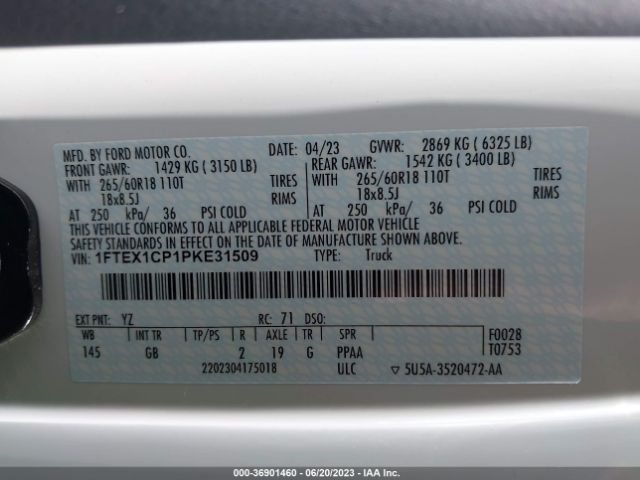 MFD. BY FORD MOTOR CO. DATE: 04/23 GVWR: 2869 KG ( 6325 LB)
FRONT GAWR: 1429 KG ( 3150 LB) REAR GAWR: 1542 KG ( 3400 LB)
WITH 265/60R18 110T TIRES WITH 265/60R18 110T TIRES
18x8.5J RIMS 18x8.5J RIMS
AT 250 kPa/ 36 PSI COLD AT 250 kPa/ 36 PSI COLD
THIS VEHICLE CONFORMS TO ALL APPLICABLE FEDERAL MOTOR VEHICLE
SAFETY STANDARDS IN EFFECT ON THE DATE OF MANUFACTURE SHOWN ABOVE.
VIN: 1FTEX1CP1PKE31509 TYPE: Truck
EXT PNT: YZ RC: 71 DSO:
WB INT TR TP/PS R AXLE TR SPR F0028
145 GB 2 19 G PPAA T0753
2202304175018 ULC ▽ 5U5A-3520472-AA
000-36901460 - 06/20/2023 - IAAI.com